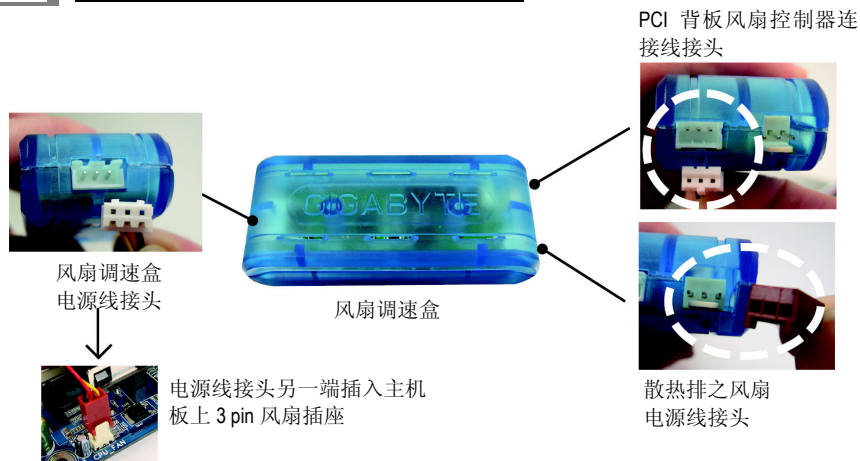 PCI 背板风扇控制器连
接线接头
GIGABYTE
风扇调速盒
电源线接头
风扇调速盒
电源线接头另一端插入主机
板上 3 pin 风扇插座
CPU_FAN
散热排之风扇
电源线接头